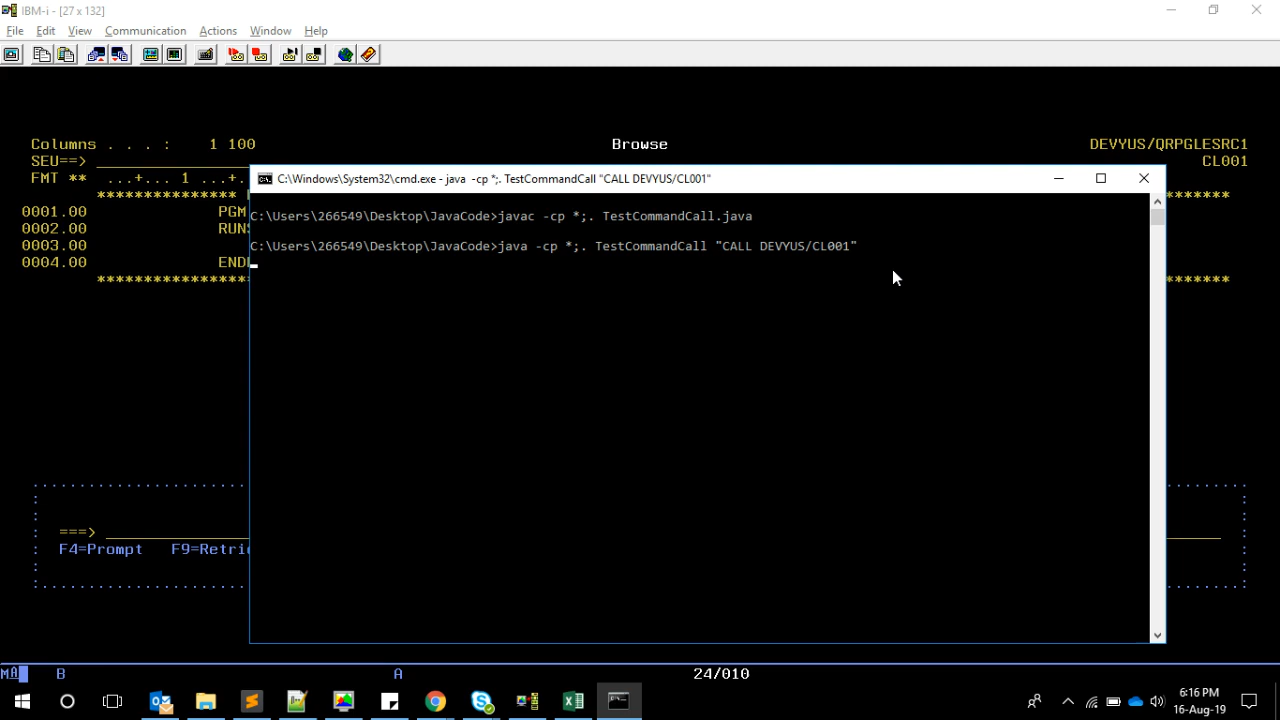 IBM-i - [27 x 132]
File Edit View Communication Actions Window Help
Columns . . . : 1 100 Browse DEVYUS/QRPGLESRC1
SEU==> CL001
FMT ** ...+... 1 ...+.
*************** *******
0001.00 PGM
0002.00 RUN
0003.00
0004.00 END
***************** *******
C:\Windows\System32\cmd.exe - java -cp *;. TestCommandCall "CALL DEVYUS/CL001"
C:\Users\266549\Desktop\JavaCode>javac -cp *;. TestCommandCall.java
C:\Users\266549\Desktop\JavaCode>java -cp *;. TestCommandCall "CALL DEVYUS/CL001"
===>
F4=Prompt F9=Retri
MA B A 24/010
6:16 PM
16-Aug-19